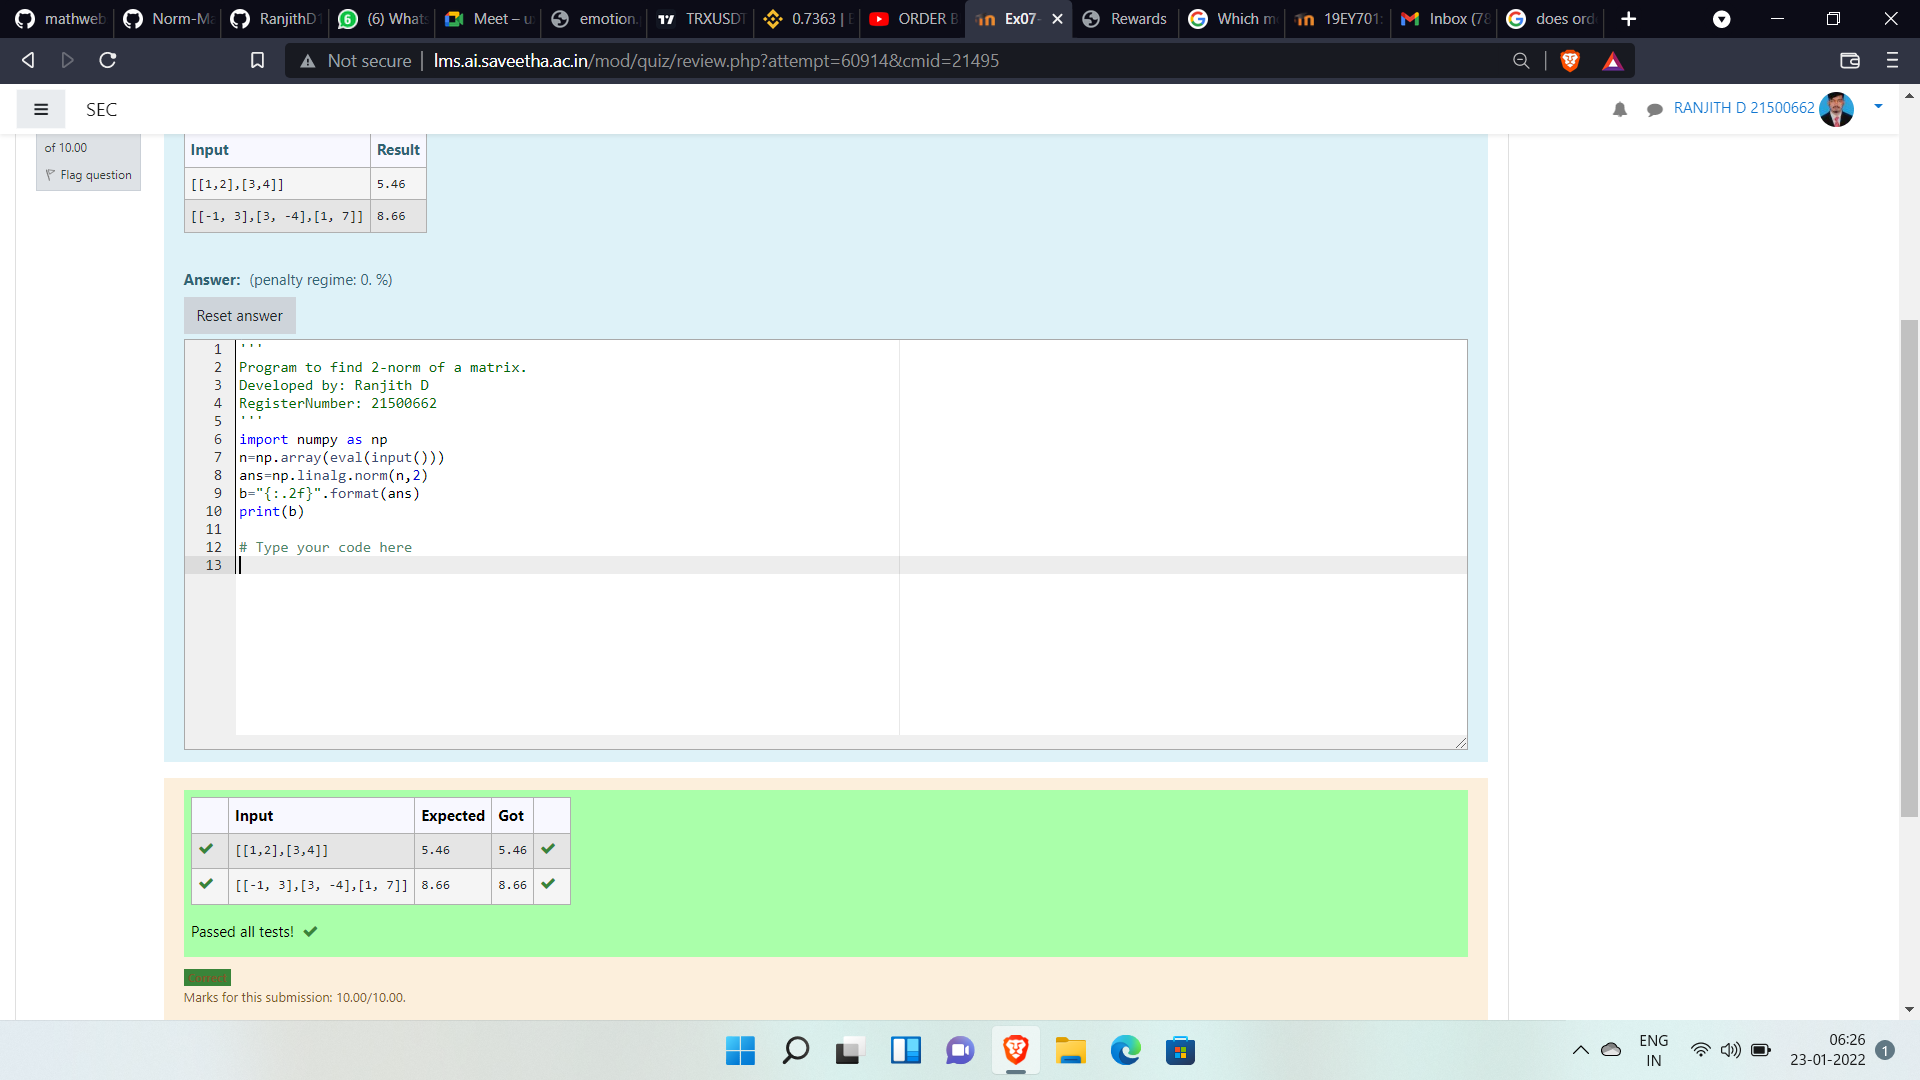 mathweb
Norm-Ma
RanjithD1
(6) Whats
Meet – u
emotion.
TRXUSDT
0.7363 | B
ORDER B
Ex07-
Rewards
Which m
19EY701:
Inbox (78
does ord
Not secure
lms.ai.saveetha.ac.in/mod/quiz/review.php?attempt=60914&cmid=21495
SEC
RANJITH D 21500662
of 10.00
Flag question
Input Result
[[1,2],[3,4]] 5.46
[[-1, 3],[3, -4],[1, 7]] 8.66
Answer: (penalty regime: 0. %)
Reset answer
1 '''
2 Program to find 2-norm of a matrix.
3 Developed by: Ranjith D
4 RegisterNumber: 21500662
5 '''
6 import numpy as np
7 n=np.array(eval(input()))
8 ans=np.linalg.norm(n,2)
9 b="{:.2f}".format(ans)
10 print(b)
11
12 # Type your code here
13
Input Expected Got
[[1,2],[3,4]] 5.46 5.46
[[-1, 3],[3, -4],[1, 7]] 8.66 8.66
Passed all tests!
Correct
Marks for this submission: 10.00/10.00.
ENG
IN
06:26
23-01-2022
1